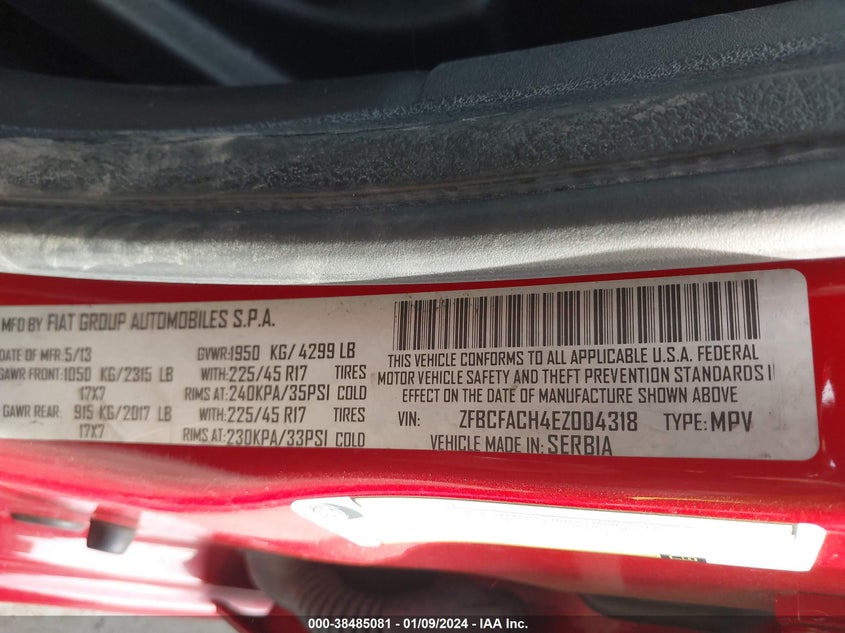 MFD BY FIAT GROUP AUTOMOBILES S.P.A.
DATE OF MFR. 5/13 GVWR: 1950 KG/ 4299 LB
GAWR FRONT: 1050 KG/2315 LB WITH: 225/45 R17 TIRES
17X7 RIMS AT: 240KPA/35PSI COLD
GAWR REAR: 915 KG/2017 LB WITH: 225/45 R17 TIRES
17X7 RIMS AT: 230KPA/33PSI COLD
THIS VEHICLE CONFORMS TO ALL APPLICABLE U.S.A. FEDERAL
MOTOR VEHICLE SAFETY AND THEFT PREVENTION STANDARDS I
EFFECT ON THE DATE OF MANUFACTURE SHOWN ABOVE
VIN: ZFBCFACH4EZ004318 TYPE: MPV
VEHICLE MADE IN: SERBIA
000-38485081 - 01/09/2024 - IAA Inc.